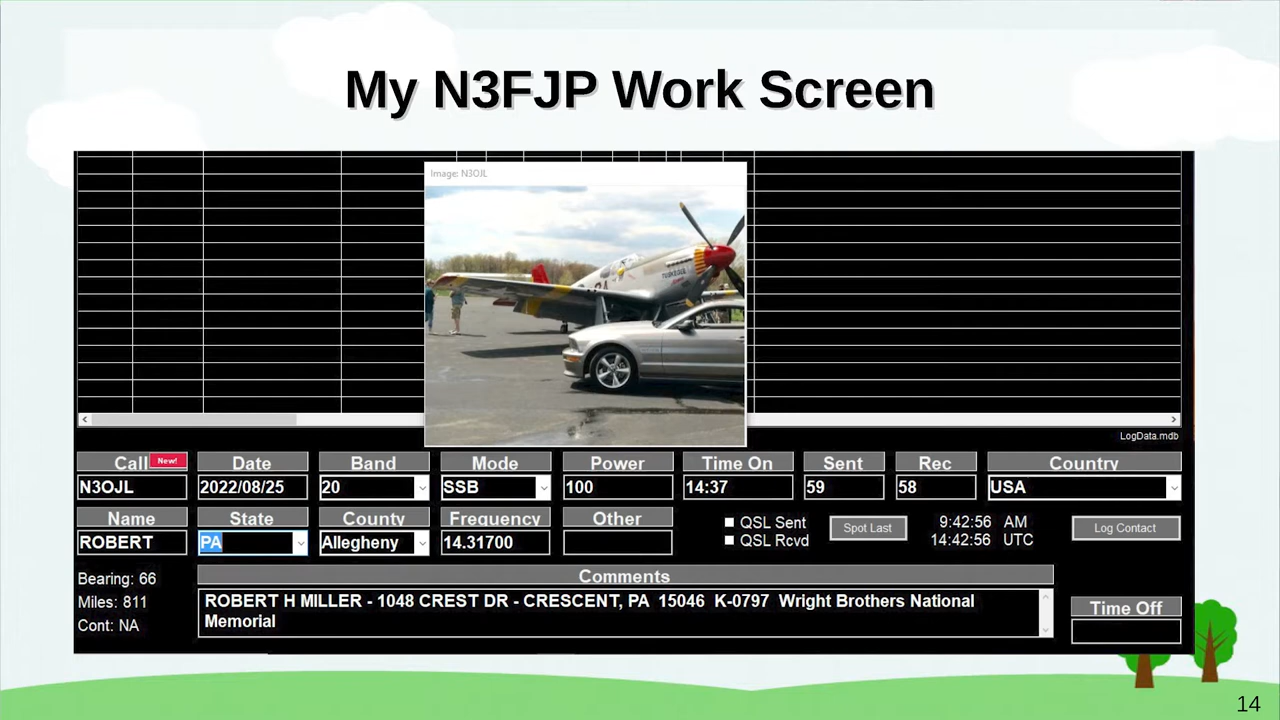 My N3FJP Work Screen
Image: N3OJL
LogData.mdb
Call New! Date Band Mode Power Time On Sent Rec Country
N3OJL 2022/08/25 20 SSB 100 14:37 59 58 USA
Name State County Frequency Other
ROBERT PA Allegheny 14.31700
QSL Sent
QSL Rcvd
Spot Last
9:42:56 AM
14:42:56 UTC
Log Contact
Bearing: 66
Miles: 811
Cont: NA
Comments
ROBERT H MILLER - 1048 CREST DR - CRESCENT, PA 15046 K-0797 Wright Brothers National
Memorial
Time Off
14